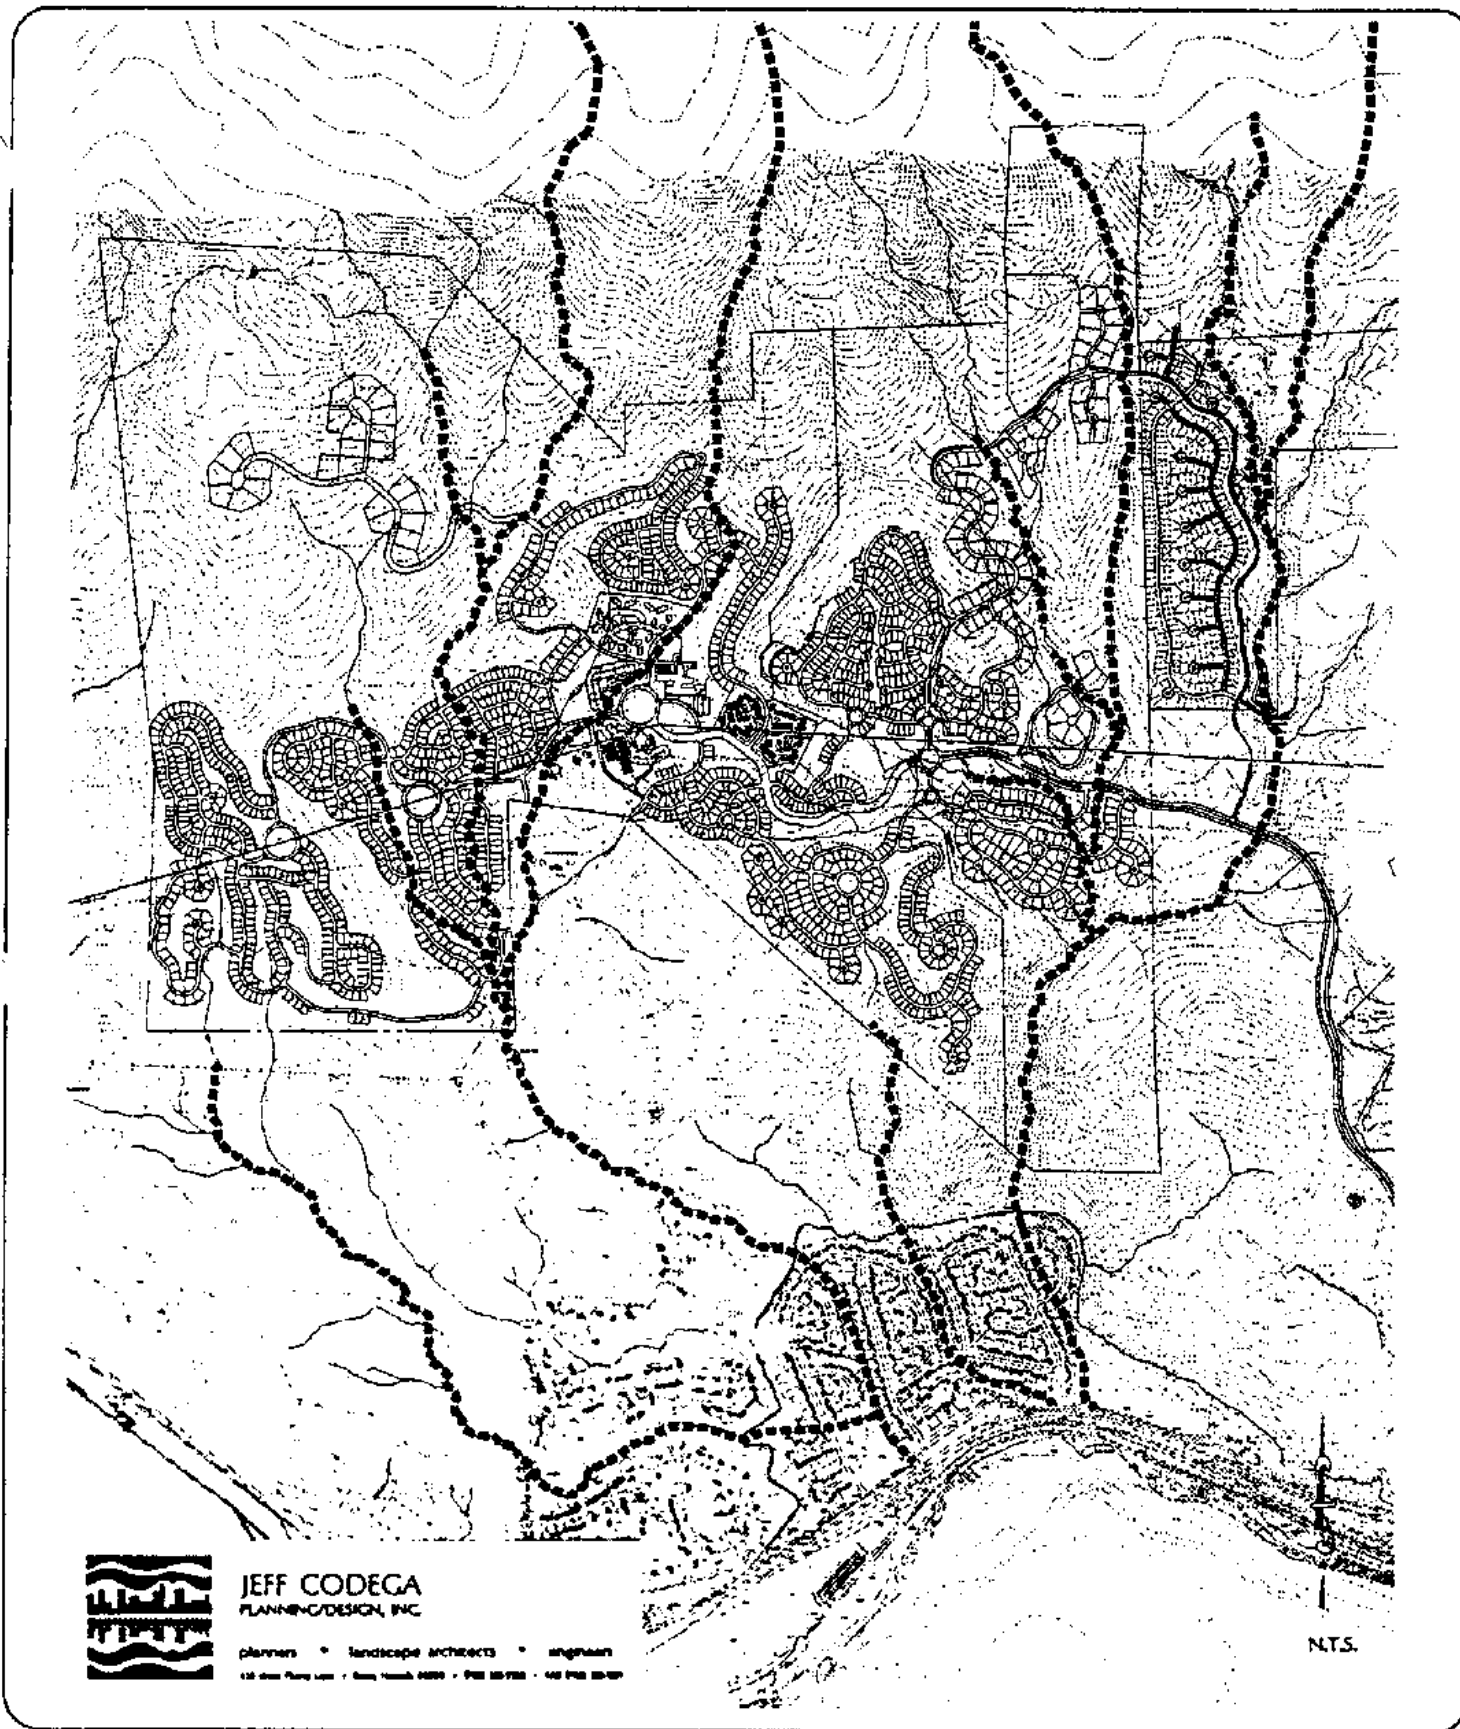 JEFF CODEGA
PLANNING/DESIGN, INC.
planners * landscape architects * engineers
N.T.S.